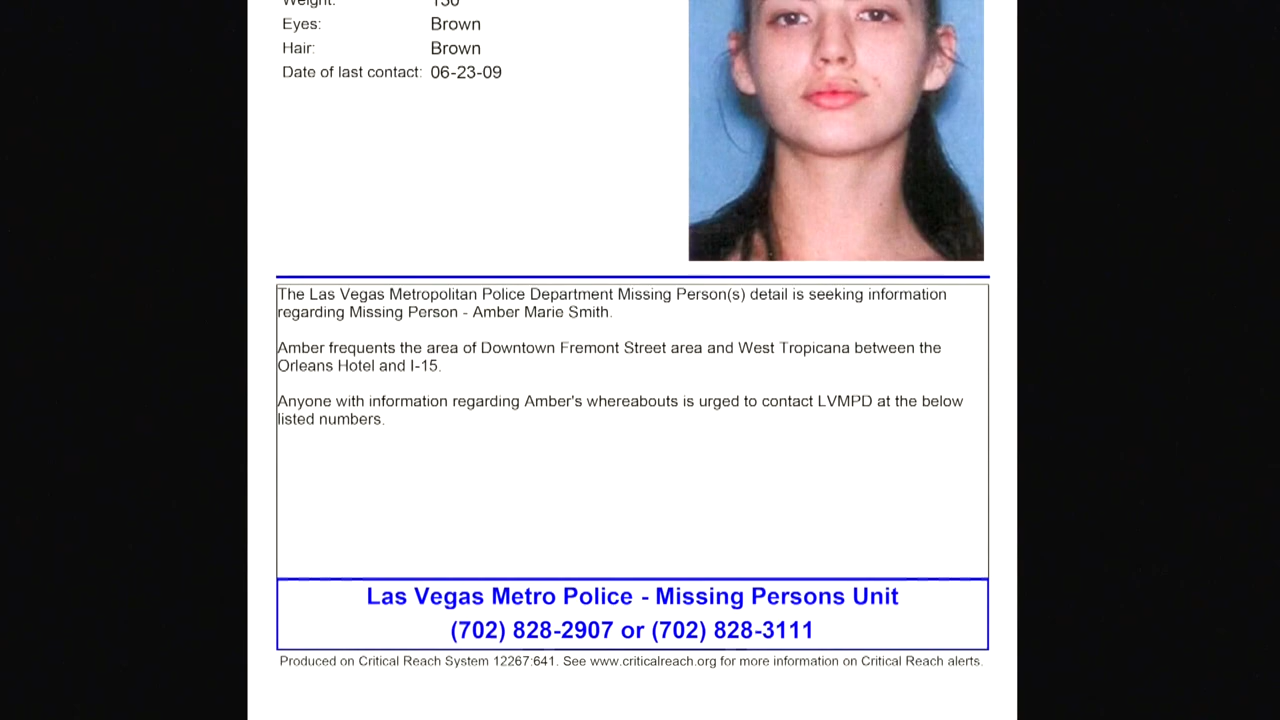 Weight: 130
Eyes: Brown
Hair: Brown
Date of last contact: 06-23-09
The Las Vegas Metropolitan Police Department Missing Person(s) detail is seeking information
regarding Missing Person - Amber Marie Smith.
Amber frequents the area of Downtown Fremont Street area and West Tropicana between the
Orleans Hotel and I-15.
Anyone with information regarding Amber's whereabouts is urged to contact LVMPD at the below
listed numbers.
Las Vegas Metro Police - Missing Persons Unit
(702) 828-2907 or (702) 828-3111
Produced on Critical Reach System 12267:641. See www.criticalreach.org for more information on Critical Reach alerts.